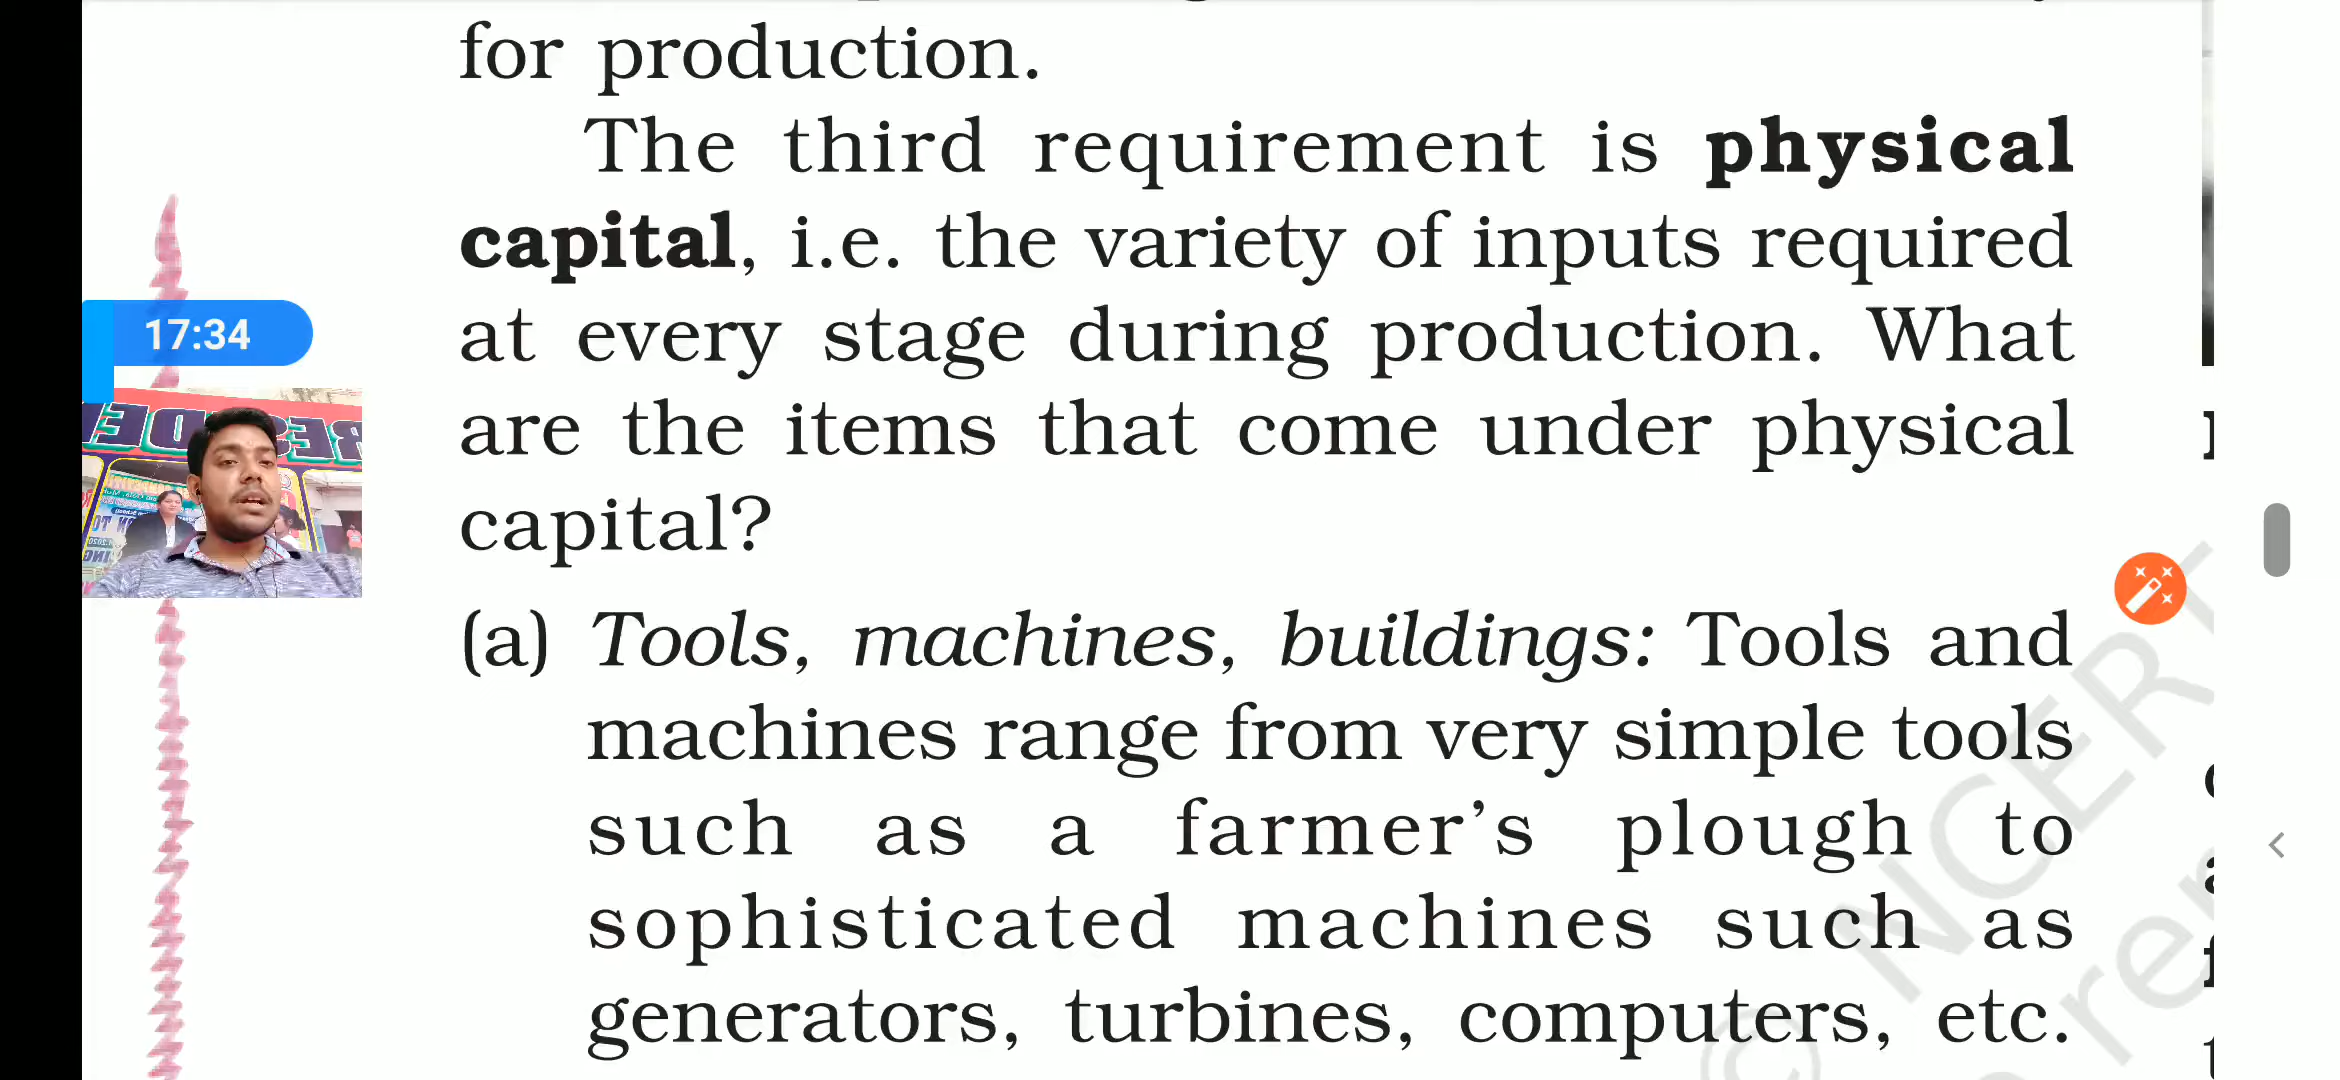 for production.
The third requirement is physical
capital, i.e. the variety of inputs required
at every stage during production. What
are the items that come under physical
capital?
(a) Tools, machines, buildings: Tools and
machines range from very simple tools
such as a farmer’s plough to
sophisticated machines such as
generators, turbines, computers, etc.
17:34
© NCERT